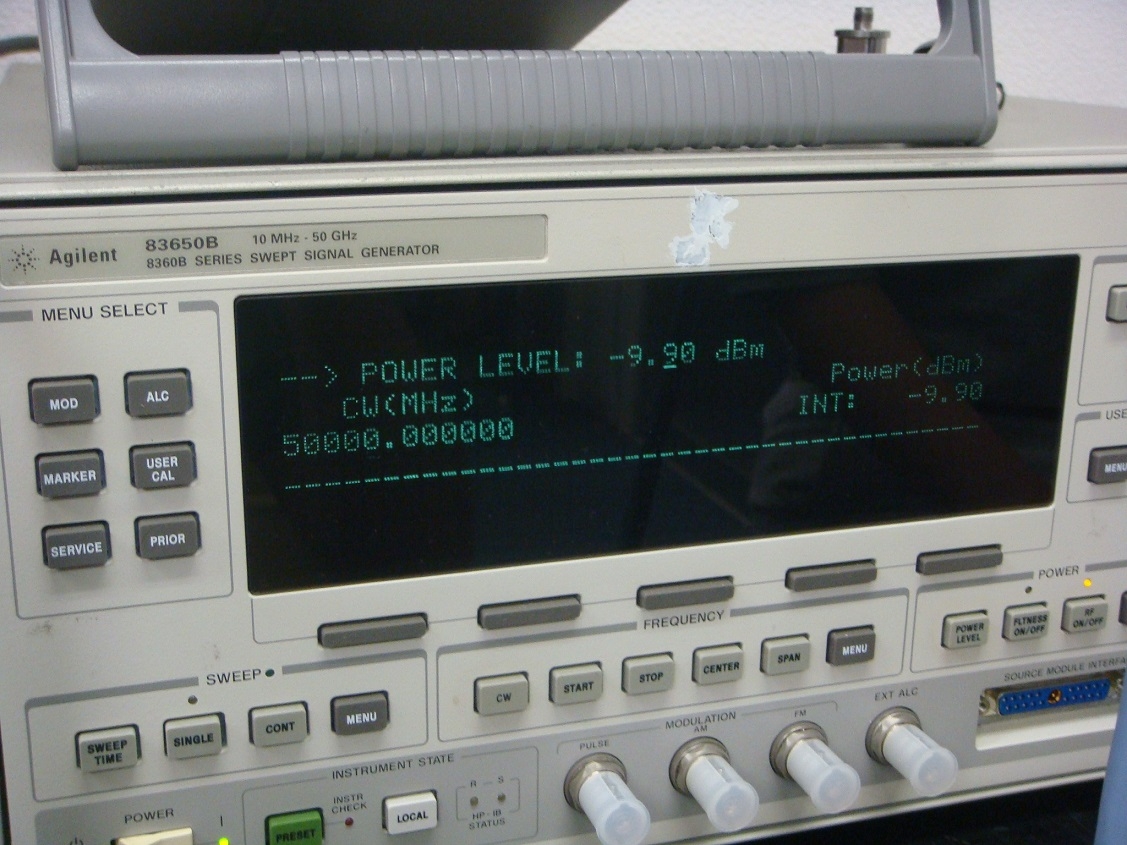 Agilent 83650B 10 MHz - 50 GHz
8360B SERIES SWEPT SIGNAL GENERATOR
MENU SELECT
MOD ALC
MARKER USER CAL
SERVICE PRIOR
--> POWER LEVEL: -9.90 dBm
Power(dBm)
CW(MHz)
INT: -9.90
50000.000000
USE
MENU
POWER
POWER LEVEL
FLTNESS ON/OFF
RF ON/OFF
FREQUENCY
CW START STOP CENTER SPAN MENU
SWEEP
SWEEP TIME
SINGLE CONT MENU
SOURCE MODULE INTERFA
MODULATION
PULSE AM FM EXT ALC
INSTRUMENT STATE
PRESET
INSTR CHECK
LOCAL
R S
HP-IB STATUS
POWER